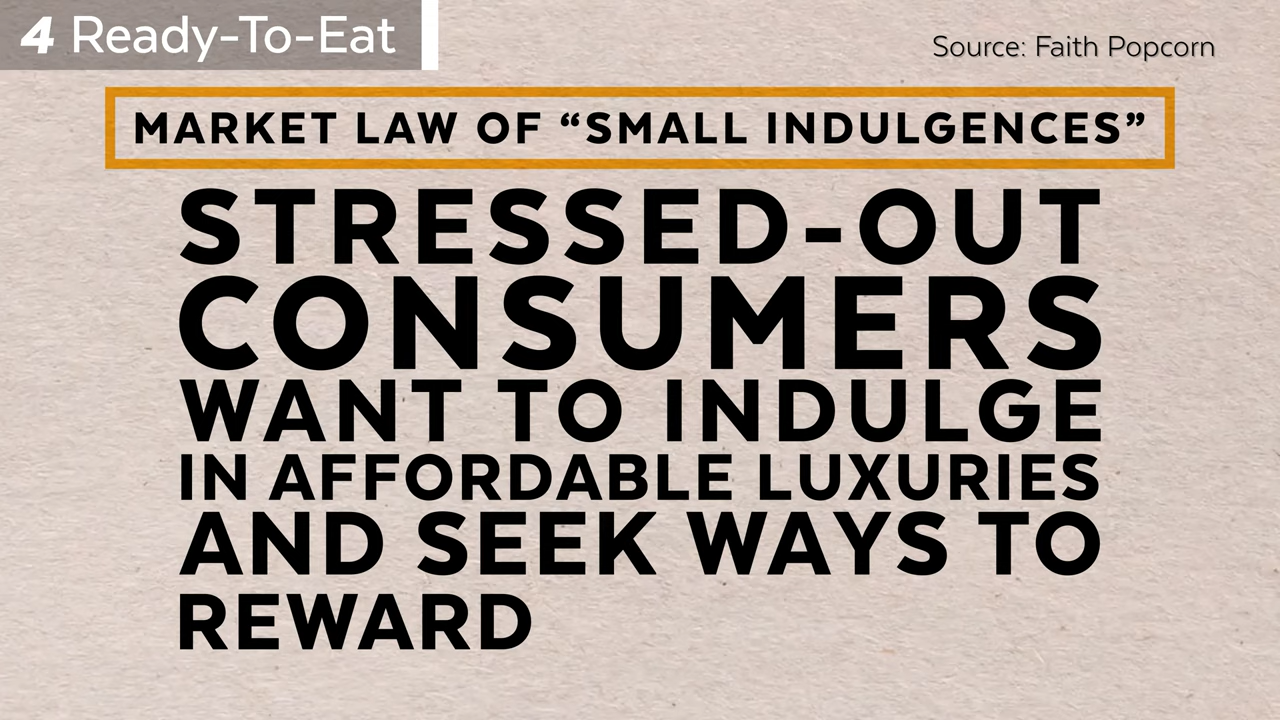 4 Ready-To-Eat
Source: Faith Popcorn
MARKET LAW OF “SMALL INDULGENCES”
STRESSED-OUT
CONSUMERS
WANT TO INDULGE
IN AFFORDABLE LUXURIES
AND SEEK WAYS TO
REWARD